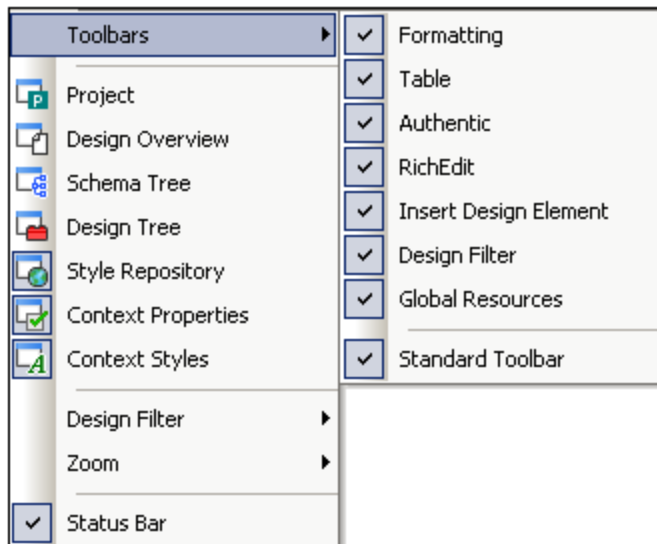 Toolbars
Project
Design Overview
Schema Tree
Design Tree
Style Repository
Context Properties
Context Styles
Design Filter
Zoom
Status Bar
Formatting
Table
Authentic
RichEdit
Insert Design Element
Design Filter
Global Resources
Standard Toolbar